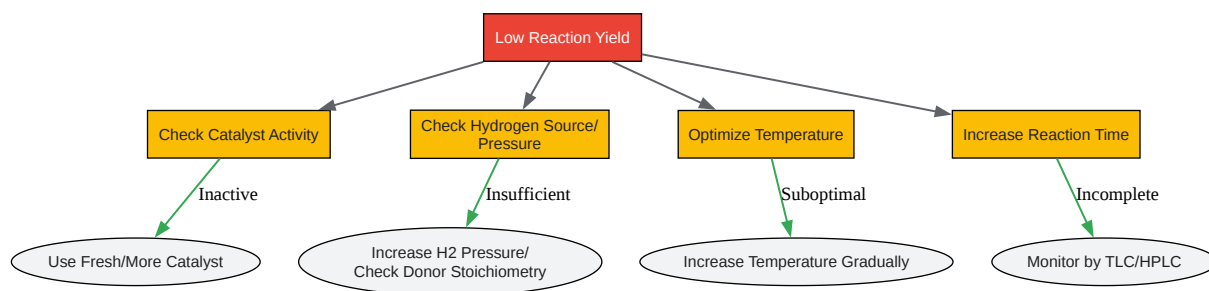 Low Reaction Yield
Check Catalyst Activity
Check Hydrogen Source/
Pressure
Optimize Temperature
Increase Reaction Time
Inactive
Insufficient
Suboptimal
Incomplete
Use Fresh/More Catalyst
Increase H2 Pressure/
Check Donor Stoichiometry
Increase Temperature Gradually
Monitor by TLC/HPLC